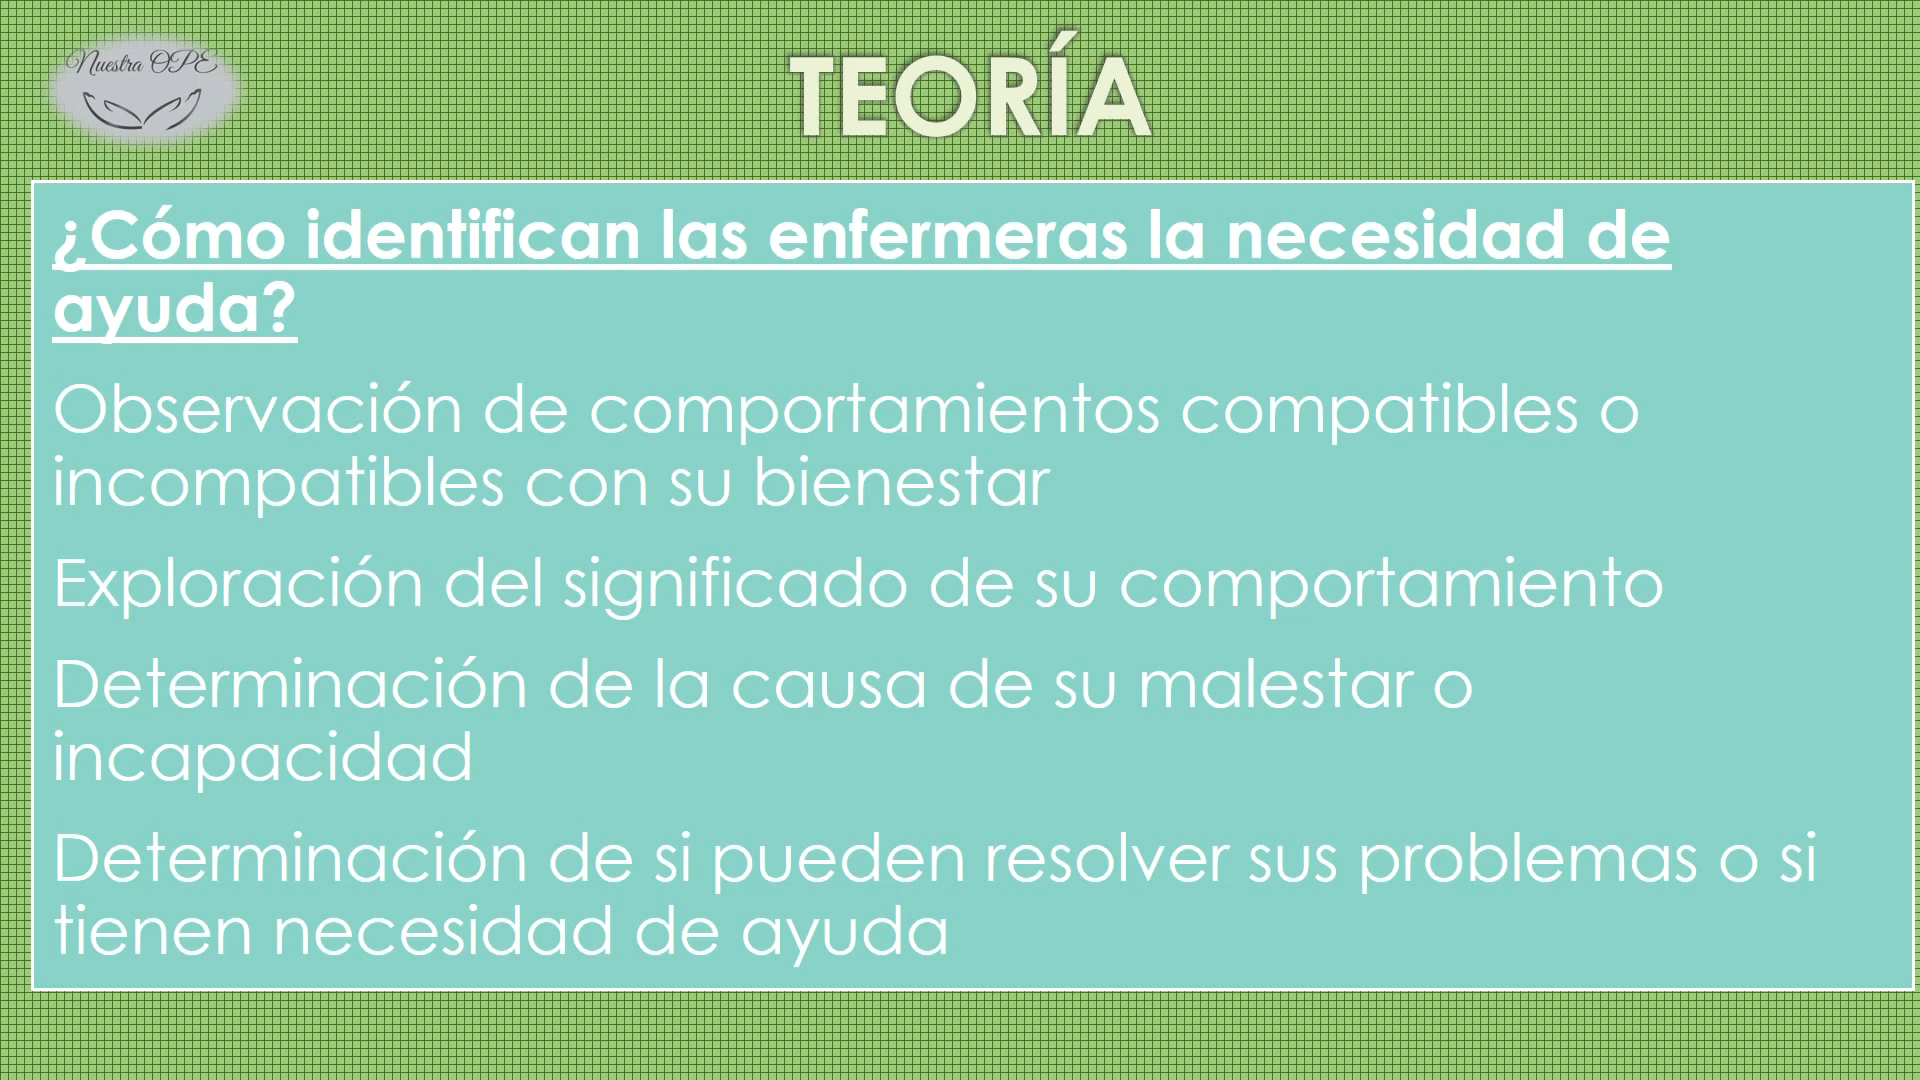 Nuestra OPE
TEORÍA
¿Cómo identifican las enfermeras la necesidad de
ayuda?
Observación de comportamientos compatibles o
incompatibles con su bienestar
Exploración del significado de su comportamiento
Determinación de la causa de su malestar o
incapacidad
Determinación de si pueden resolver sus problemas o si
tienen necesidad de ayuda